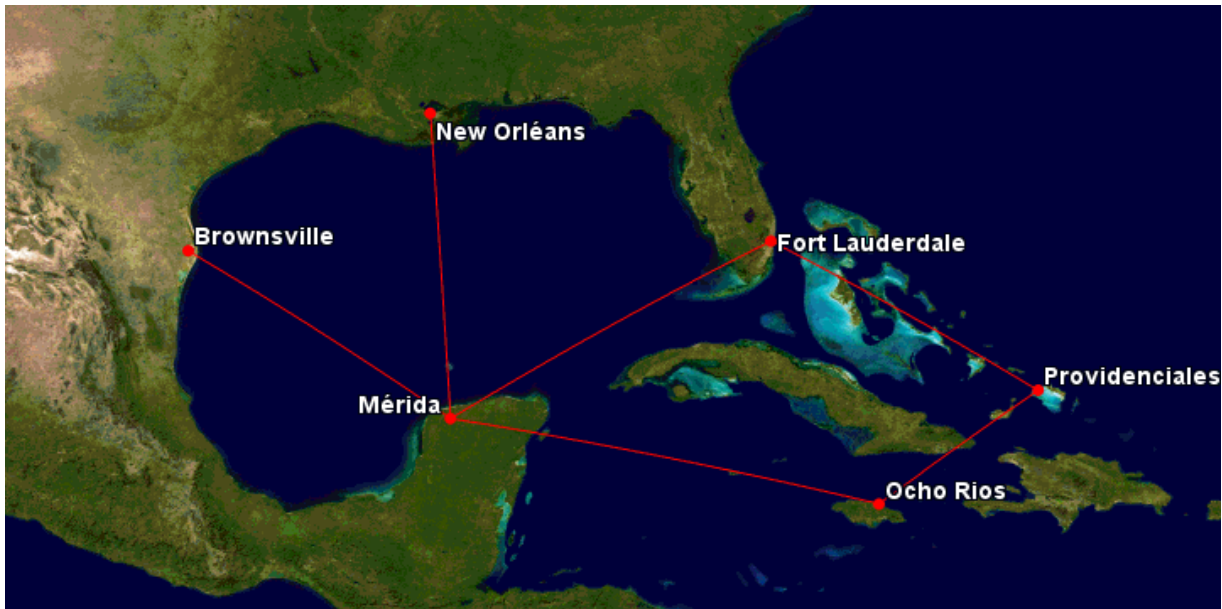 New Orléans
Brownsville
Fort Lauderdale
Providenciales
Mérida
Ocho Rios